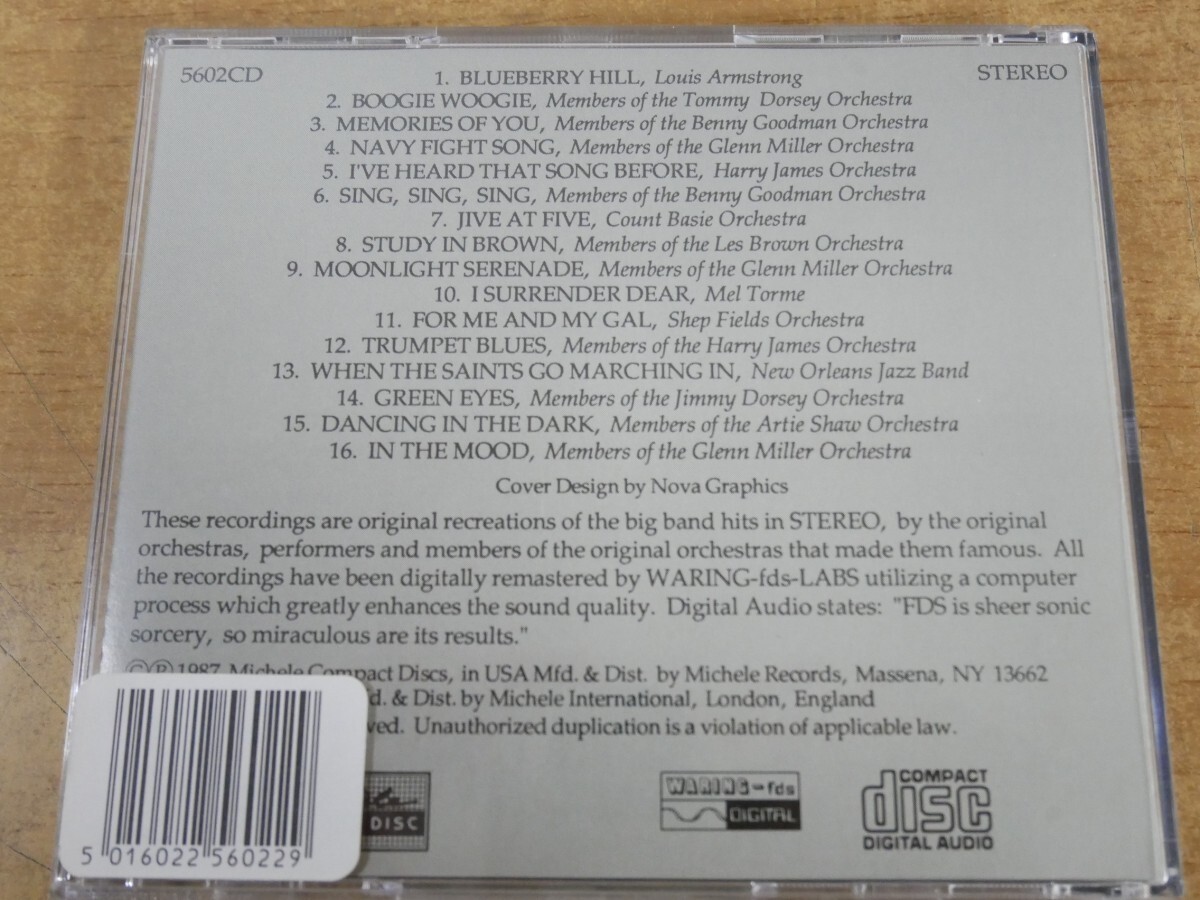 5602CD
STEREO
1. BLUEBERRY HILL, Louis Armstrong
2. BOOGIE WOOGIE, Members of the Tommy Dorsey Orchestra
3. MEMORIES OF YOU, Members of the Benny Goodman Orchestra
4. NAVY FIGHT SONG, Members of the Glenn Miller Orchestra
5. I'VE HEARD THAT SONG BEFORE, Harry James Orchestra
6. SING, SING, SING, Members of the Benny Goodman Orchestra
7. JIVE AT FIVE, Count Basie Orchestra
8. STUDY IN BROWN, Members of the Les Brown Orchestra
9. MOONLIGHT SERENADE, Members of the Glenn Miller Orchestra
10. I SURRENDER DEAR, Mel Torme
11. FOR ME AND MY GAL, Shep Fields Orchestra
12. TRUMPET BLUES, Members of the Harry James Orchestra
13. WHEN THE SAINTS GO MARCHING IN, New Orleans Jazz Band
14. GREEN EYES, Members of the Jimmy Dorsey Orchestra
15. DANCING IN THE DARK, Members of the Artie Shaw Orchestra
16. IN THE MOOD, Members of the Glenn Miller Orchestra
Cover Design by Nova Graphics
These recordings are original recreations of the big band hits in STEREO, by the original
orchestras, performers and members of the original orchestras that made them famous. All
the recordings have been digitally remastered by WARING-fds-LABS utilizing a computer
process which greatly enhances the sound quality. Digital Audio states: "FDS is sheer sonic
sorcery, so miraculous are its results."
©℗ 1987 Michele Compact Discs, in USA Mfd. & Dist. by Michele Records, Massena, NY 13662
& Dist. by Michele International, London, England
Unauthorized duplication is a violation of applicable law.
DISC
WARING-fds
DIGITAL
COMPACT
disc
DIGITAL AUDIO
5 016022 560229